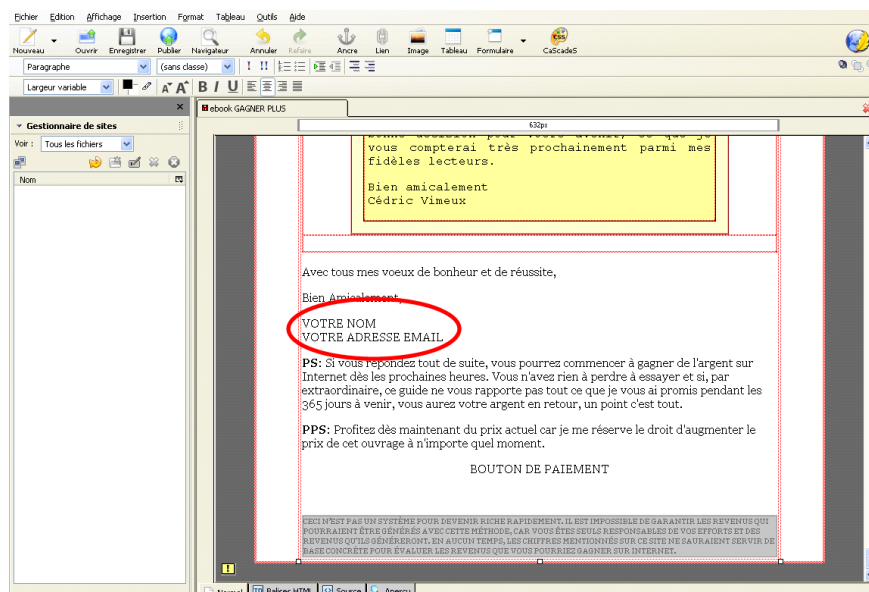 Fichier Edition Affichage Insertion Format Tableau Outils Aide
Nouveau Ouvrir Enregistrer Publier Navigateur Annuler Refaire Ancre Lien Image Tableau Formulaire CaScadeS
Paragraphe (sans classe) ! !!
Largeur variable A A B I U
ebook GAGNER PLUS
Gestionnaire de sites
632px
Voir : Tous les fichiers
Nom
vous compterai très prochainement parmi mes
fidèles lecteurs.
Bien amicalement
Cédric Vimeux
Avec tous mes voeux de bonheur et de réussite,
Bien Amicalement,
VOTRE NOM
VOTRE ADRESSE EMAIL
PS: Si vous répondez tout de suite, vous pourrez commencer à gagner de l'argent sur
Internet dès les prochaines heures. Vous n'avez rien à perdre à essayer et si, par
extraordinaire, ce guide ne vous rapporte pas tout ce que je vous ai promis pendant les
365 jours à venir, vous aurez votre argent en retour, un point c'est tout.
PPS: Profitez dès maintenant du prix actuel car je me réserve le droit d'augmenter le
prix de cet ouvrage à n'importe quel moment.
BOUTON DE PAIEMENT
CECI N'EST PAS UN SYSTÈME POUR DEVENIR RICHE RAPIDEMENT. IL EST IMPOSSIBLE DE GARANTIR LES REVENUS QUI
POURRAIENT ÊTRE GÉNÉRÉS AVEC CETTE MÉTHODE, CAR VOUS ÊTES SEULS RESPONSABLES DE VOS EFFORTS ET DES
REVENUS QU'ILS GÉNÉRERONT. EN AUCUN TEMPS, LES CHIFFRES MENTIONNÉS SUR CE SITE NE SAURAIENT SERVIR DE
BASE CONCRÈTE POUR ÉVALUER LES REVENUS QUE VOUS POURRIEZ GAGNER SUR INTERNET.
Normal Balises HTML Source Aperçu